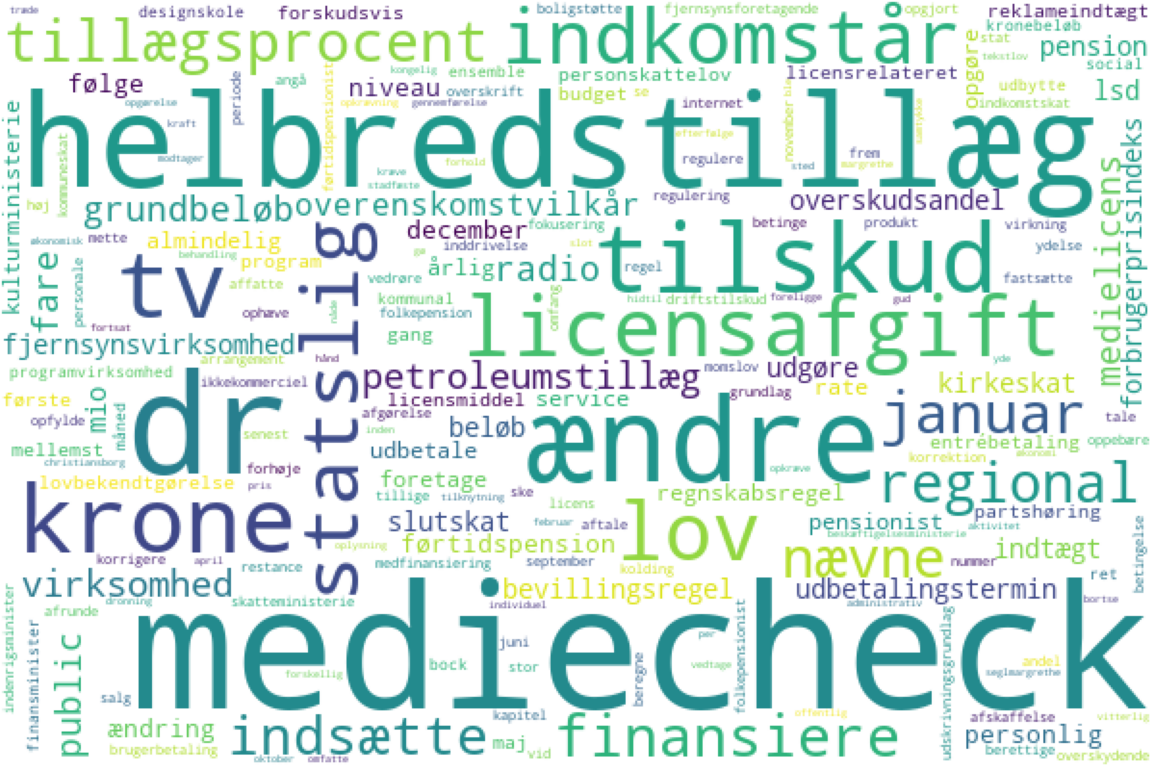 træde designskole forskudsvis boligstøtte fjernsynsforetagende opgjort reklameindtægt
tillægsprocent indkomstår kronebeløb
stat tekstlov pension social
følge angå kongelig ensemble personskattelov licensrelateret opgøre
niveau overskrift budget se udbytte lsd
opgørelse periode førtidspensionist opkrævning gennemførelse internet november bla indkomstskat
helbredstillæg
kulturministerie kraft modtager efterfølge samtykke
kommuneskat forhold kræve stadfæste regulere sted frem margrethe
høj grundbeløb overenskomstvilkår regulering overskudsandel forbrugerprisindeks
december fokusering betinge produkt virkning medielicens
økonomisk mette almindelig statslig inddrivelse slot tilskud ydelse
behandling program ge årlig radio regel
fare tv personale affatte nåde vedrøre fastsætte
kommunal omfang hidtil driftstilskud foreligge gud
fortsat ophæve folkepension licensafgift
fjernsynsvirksomhed gang
arrangement hånd momslov yde
programvirksomhed ikkekommerciel petroleumstillæg udgøre
første mio licensmiddel service grundlag rate kirkeskat
opfylde måned dr afgørelse beløb ændre januar tale
mellemst senest inden udbetale entrébetaling oppebære
christiansborg forhøje korrektion økonomi
lovbekendtgørelse pris foretage opkræve regional
krone tillige tilknytning ske licens regnskabsregel partshøring
slutskat februar aftale lov pensionist aktivitet
beskæftigelsesministerie
oplysning førtidspension nævne indtægt betingelse
korrigere april restance medfinansiering september kolding nummer
virksomhed bevillingsregel udbetalingstermin ret bortse
indenrigsminister afrunde dronning skatteministerie individuel per administrativ
finansminister public mediecheck juni folkepensionist udskrivningsgrundlag
bock stor beregne vedtage andel
forskellig seglmargrethe
salg kapitel offentlig afskaffelse vitterlig
ændring indsætte maj finansiere personlig
brugerbetaling oktober omfatte vid berettige overskydende